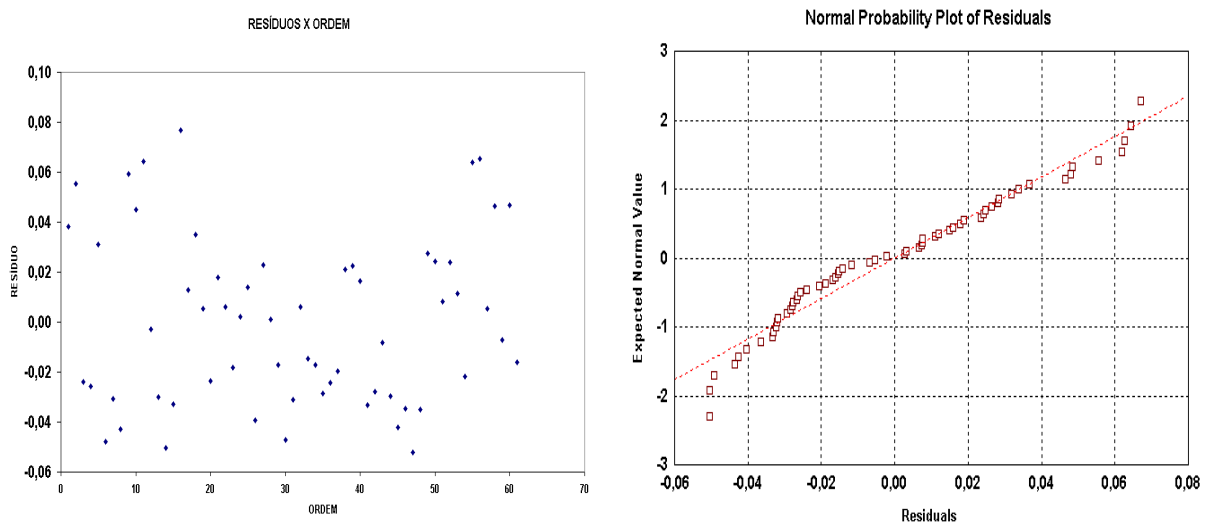 RESÍDUOS X ORDEM
0,10
0,08
0,06
0,04
0,02
0,00
-0,02
-0,04
-0,06
RESÍDUO
0 10 20 30 40 50 60 70
ORDEM
Normal Probability Plot of Residuals
3
2
1
0
-1
-2
-3
Expected Normal Value
-0,06 -0,04 -0,02 0,00 0,02 0,04 0,06 0,08
Residuals